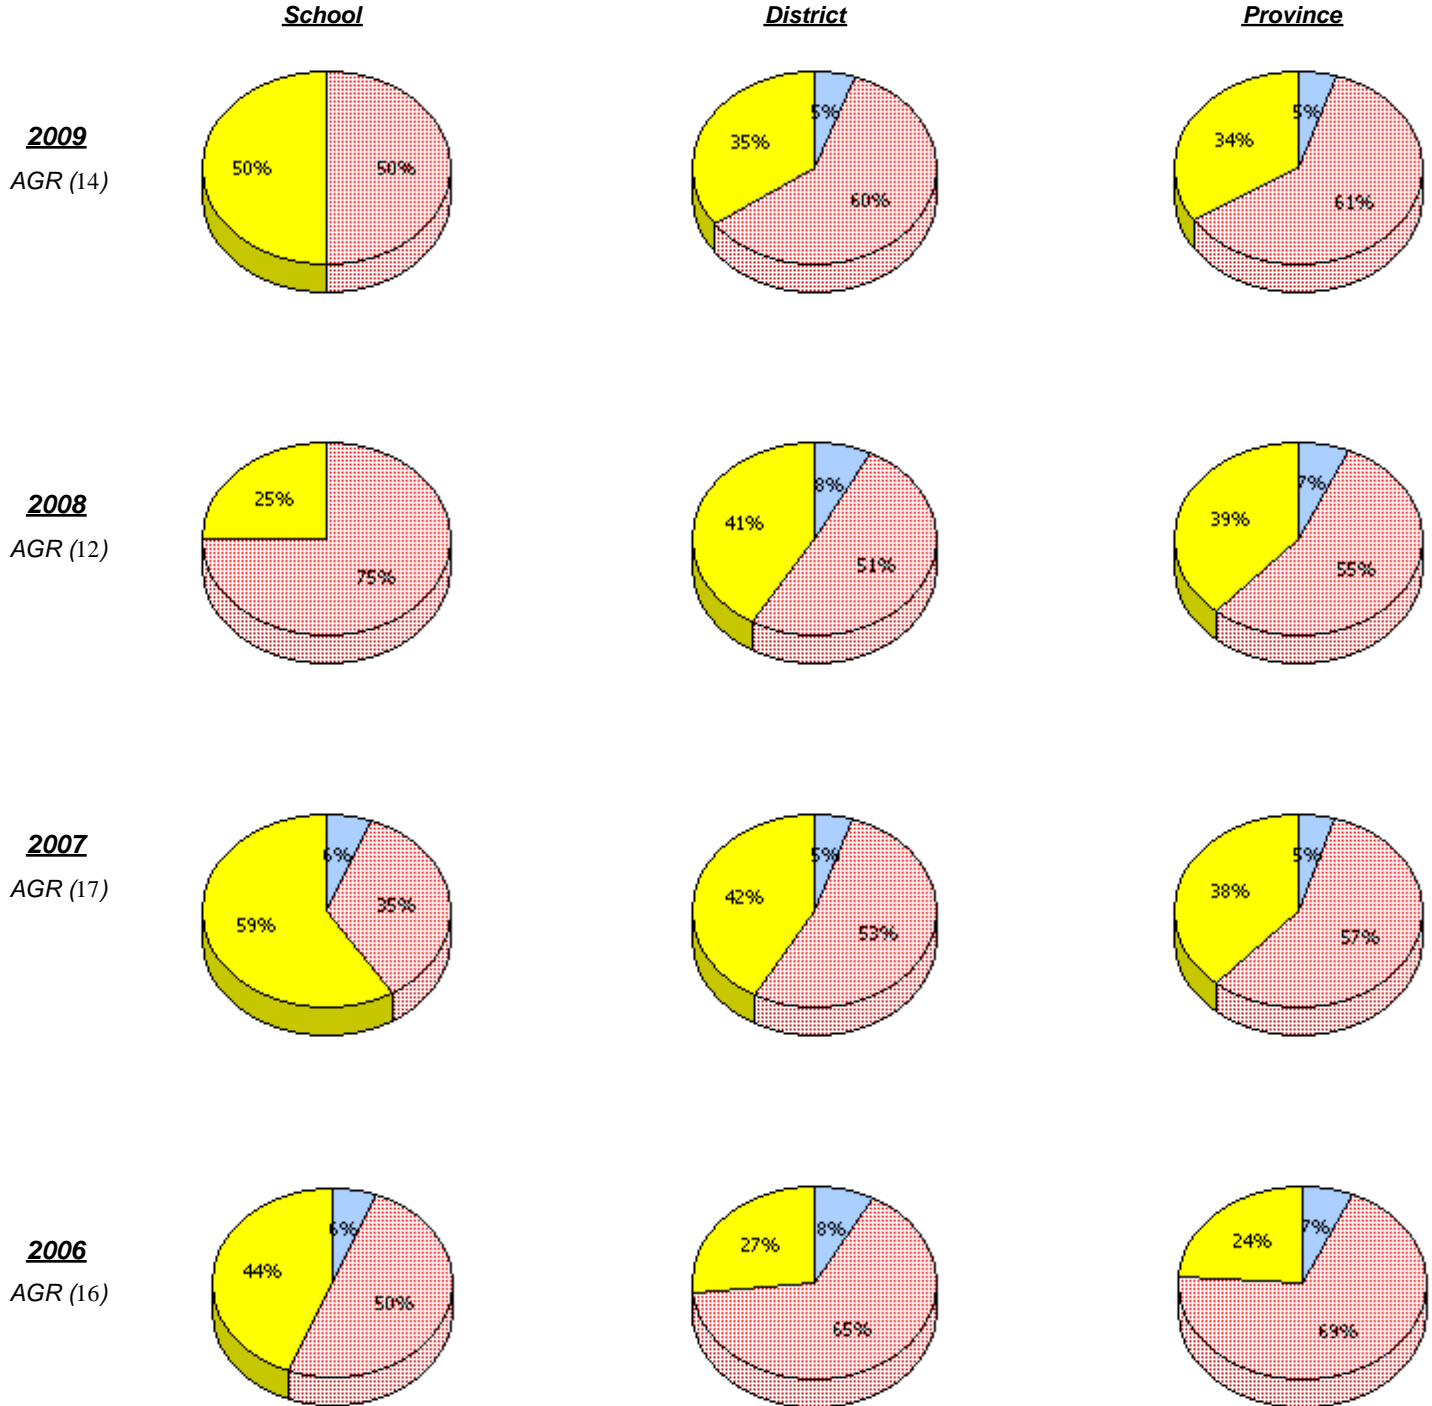 School District Province
2009
AGR (14)
50% 50%
35% 5% 60%
34% 5% 61%
2008
AGR (12)
25% 75%
41% 8% 51%
39% 7% 55%
2007
AGR (17)
59% 6% 35%
42% 5% 53%
38% 5% 57%
2006
AGR (16)
44% 6% 50%
27% 8% 65%
24% 7% 69%